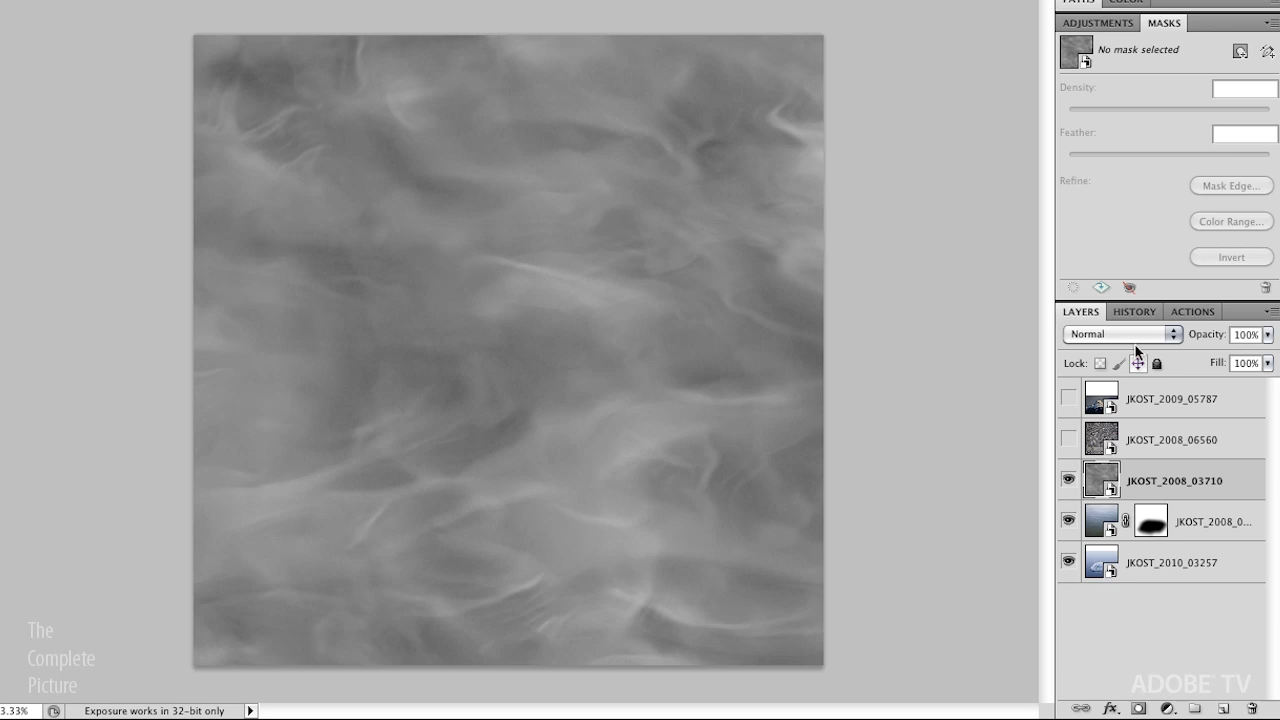 PATHS COLOR
ADJUSTMENTS MASKS
No mask selected
Density:
Feather:
Refine:
Mask Edge...
Color Range...
Invert
LAYERS HISTORY ACTIONS
Normal Opacity: 100%
Lock: Fill: 100%
JKOST_2009_05787
JKOST_2008_06560
JKOST_2008_03710
JKOST_2008_0...
JKOST_2010_03257
The
Complete
Picture
ADOBE TV
3.33% Exposure works in 32-bit only
fx.